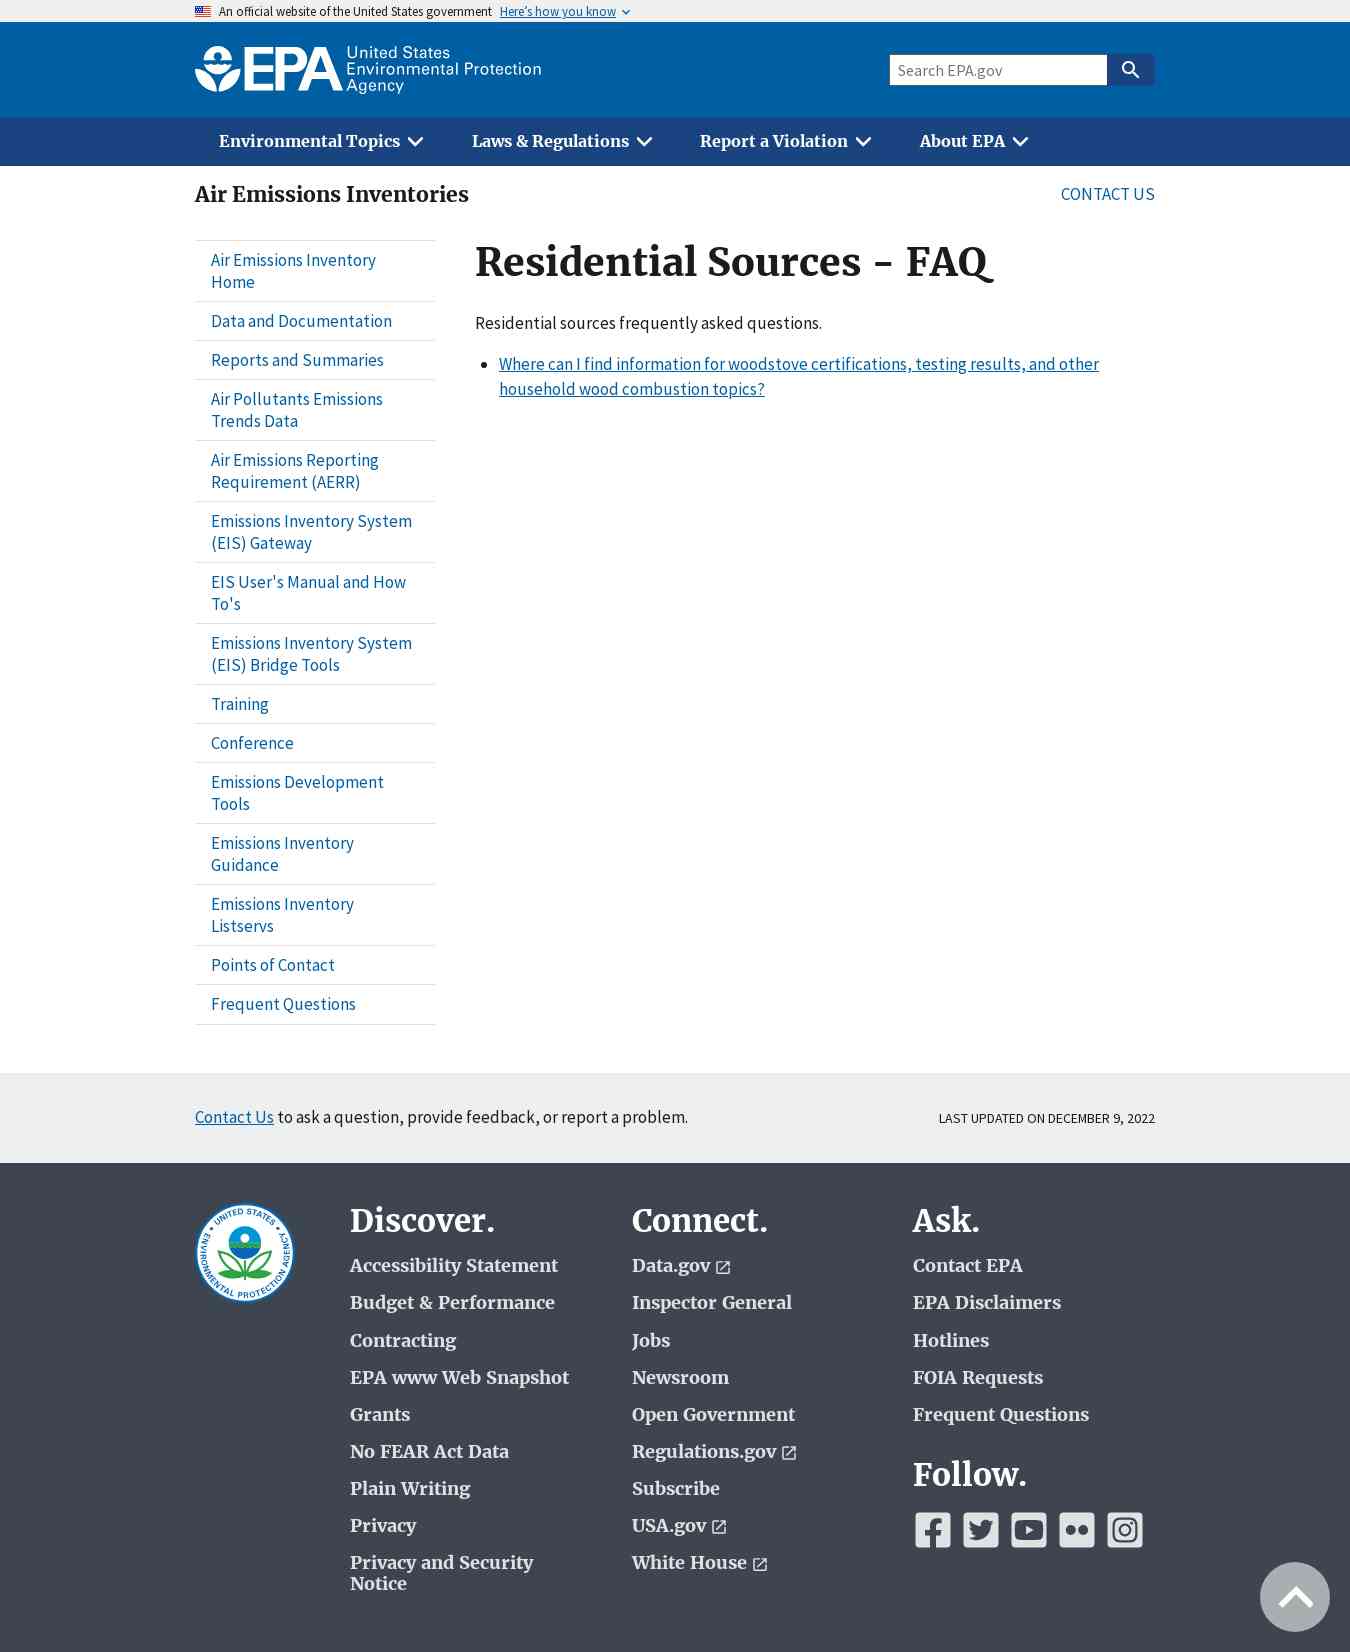 An official website of the United States government Here's how you know
EPA United States
Environmental Protection
Agency
Search EPA.gov
Environmental Topics
Laws & Regulations
Report a Violation
About EPA
Air Emissions Inventories
CONTACT US
Air Emissions Inventory
Home
Data and Documentation
Reports and Summaries
Air Pollutants Emissions
Trends Data
Air Emissions Reporting
Requirement (AERR)
Emissions Inventory System
(EIS) Gateway
EIS User's Manual and How
To's
Emissions Inventory System
(EIS) Bridge Tools
Training
Conference
Emissions Development
Tools
Emissions Inventory
Guidance
Emissions Inventory
Listservs
Points of Contact
Frequent Questions
Residential Sources - FAQ
Residential sources frequently asked questions.
Where can I find information for woodstove certifications, testing results, and other
household wood combustion topics?
Contact Us to ask a question, provide feedback, or report a problem.
LAST UPDATED ON DECEMBER 9, 2022
UNITED STATES
ENVIRONMENTAL PROTECTION AGENCY
Discover.
Accessibility Statement
Budget & Performance
Contracting
EPA www Web Snapshot
Grants
No FEAR Act Data
Plain Writing
Privacy
Privacy and Security
Notice
Connect.
Data.gov
Inspector General
Jobs
Newsroom
Open Government
Regulations.gov
Subscribe
USA.gov
White House
Ask.
Contact EPA
EPA Disclaimers
Hotlines
FOIA Requests
Frequent Questions
Follow.